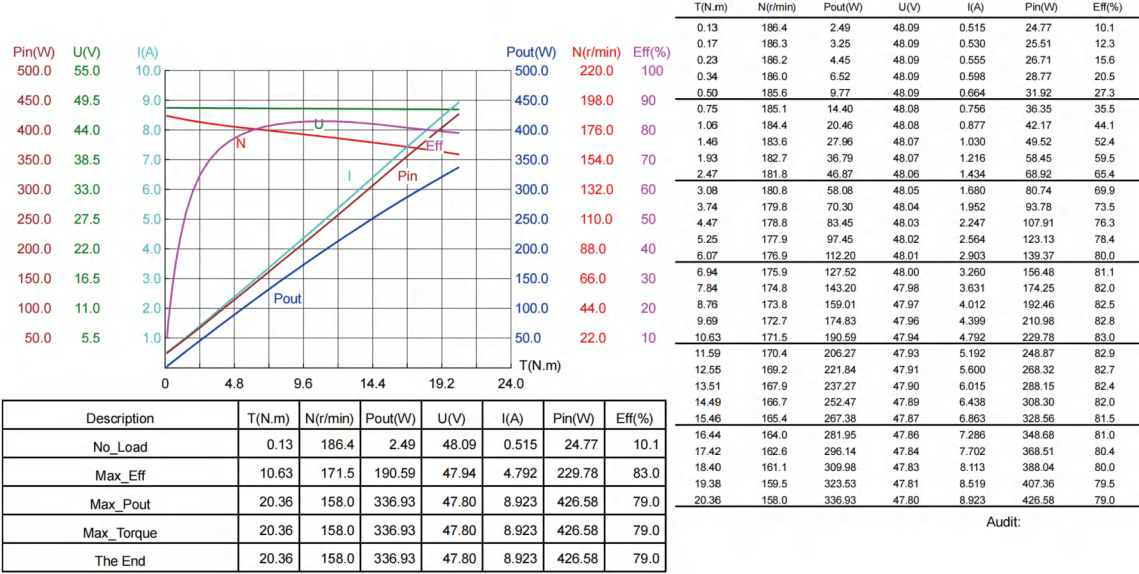 Pin(W) U(V) I(A) Pout(W) N(r/min) Eff(%)
500.0 55.0 10.0 500.0 220.0 100
450.0 49.5 9.0 450.0 198.0 90
400.0 44.0 8.0 400.0 176.0 80
350.0 38.5 7.0 350.0 154.0 70
300.0 33.0 6.0 300.0 132.0 60
250.0 27.5 5.0 250.0 110.0 50
200.0 22.0 4.0 200.0 88.0 40
150.0 16.5 3.0 150.0 66.0 30
100.0 11.0 2.0 100.0 44.0 20
50.0 5.5 1.0 50.0 22.0 10
U
N
Eff
I
Pin
Pout
T(N.m)
0 4.8 9.6 14.4 19.2 24.0
Description T(N.m) N(r/min) Pout(W) U(V) I(A) Pin(W) Eff(%)
No_Load 0.13 186.4 2.49 48.09 0.515 24.77 10.1
Max_Eff 10.63 171.5 190.59 47.94 4.792 229.78 83.0
Max_Pout 20.36 158.0 336.93 47.80 8.923 426.58 79.0
Max_Torque 20.36 158.0 336.93 47.80 8.923 426.58 79.0
The End 20.36 158.0 336.93 47.80 8.923 426.58 79.0
T(N.m) N(r/min) Pout(W) U(V) I(A) Pin(W) Eff(%)
0.13 186.4 2.49 48.09 0.515 24.77 10.1
0.17 186.3 3.25 48.09 0.530 25.51 12.3
0.23 186.2 4.45 48.09 0.555 26.71 15.6
0.34 186.0 6.52 48.09 0.598 28.77 20.5
0.50 185.6 9.77 48.09 0.664 31.92 27.3
0.75 185.1 14.40 48.08 0.756 36.35 35.5
1.06 184.4 20.46 48.08 0.877 42.17 44.1
1.46 183.6 27.96 48.07 1.030 49.52 52.4
1.93 182.7 36.79 48.07 1.216 58.45 59.5
2.47 181.8 46.87 48.06 1.434 68.92 65.4
3.08 180.8 58.08 48.05 1.680 80.74 69.9
3.74 179.8 70.30 48.04 1.952 93.78 73.5
4.47 178.8 83.45 48.03 2.247 107.91 76.3
5.25 177.9 97.45 48.02 2.564 123.13 78.4
6.07 176.9 112.20 48.01 2.903 139.37 80.0
6.94 175.9 127.52 48.00 3.260 156.48 81.1
7.84 174.8 143.20 47.98 3.631 174.25 82.0
8.76 173.8 159.01 47.97 4.012 192.46 82.5
9.69 172.7 174.83 47.96 4.399 210.98 82.8
10.63 171.5 190.59 47.94 4.792 229.78 83.0
11.59 170.4 206.27 47.93 5.192 248.87 82.9
12.55 169.2 221.84 47.91 5.600 268.32 82.7
13.51 167.9 237.27 47.90 6.015 288.15 82.4
14.49 166.7 252.47 47.89 6.438 308.30 82.0
15.46 165.4 267.38 47.87 6.863 328.56 81.5
16.44 164.0 281.95 47.86 7.286 348.68 81.0
17.42 162.6 296.14 47.84 7.702 368.51 80.4
18.40 161.1 309.98 47.83 8.113 388.04 80.0
19.38 159.5 323.53 47.81 8.519 407.36 79.5
20.36 158.0 336.93 47.80 8.923 426.58 79.0
Audit: